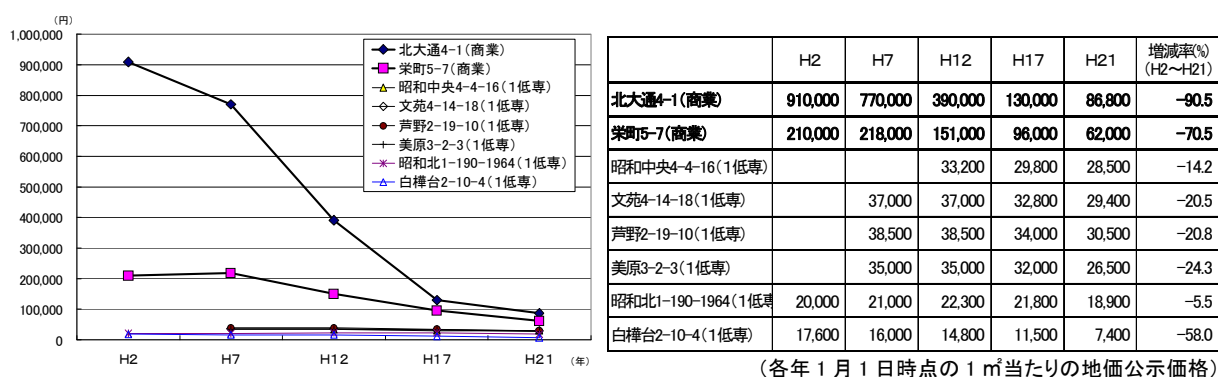 (円)
1,000,000
900,000
800,000
700,000
600,000
500,000
400,000
300,000
200,000
100,000
0
H2 H7 H12 H17 H21 (年)
北大通4-1(商業)
栄町5-7(商業)
昭和中央4-4-16(1低専)
文苑4-14-18(1低専)
芦野2-19-10(1低専)
美原3-2-3(1低専)
昭和北1-190-1964(1低専)
白樺台2-10-4(1低専)
H2 H7 H12 H17 H21 増減率(%)
(H2~H21)
北大通4-1(商業) 910,000 770,000 390,000 130,000 86,800 -90.5
栄町5-7(商業) 210,000 218,000 151,000 96,000 62,000 -70.5
昭和中央4-4-16(1低専) 33,200 29,800 28,500 -14.2
文苑4-14-18(1低専) 37,000 37,000 32,800 29,400 -20.5
芦野2-19-10(1低専) 38,500 38,500 34,000 30,500 -20.8
美原3-2-3(1低専) 35,000 35,000 32,000 26,500 -24.3
昭和北1-190-1964(1低専 20,000 21,000 22,300 21,800 18,900 -5.5
白樺台2-10-4(1低専) 17,600 16,000 14,800 11,500 7,400 -58.0
(各年1月1日時点の1㎡当たりの地価公示価格)